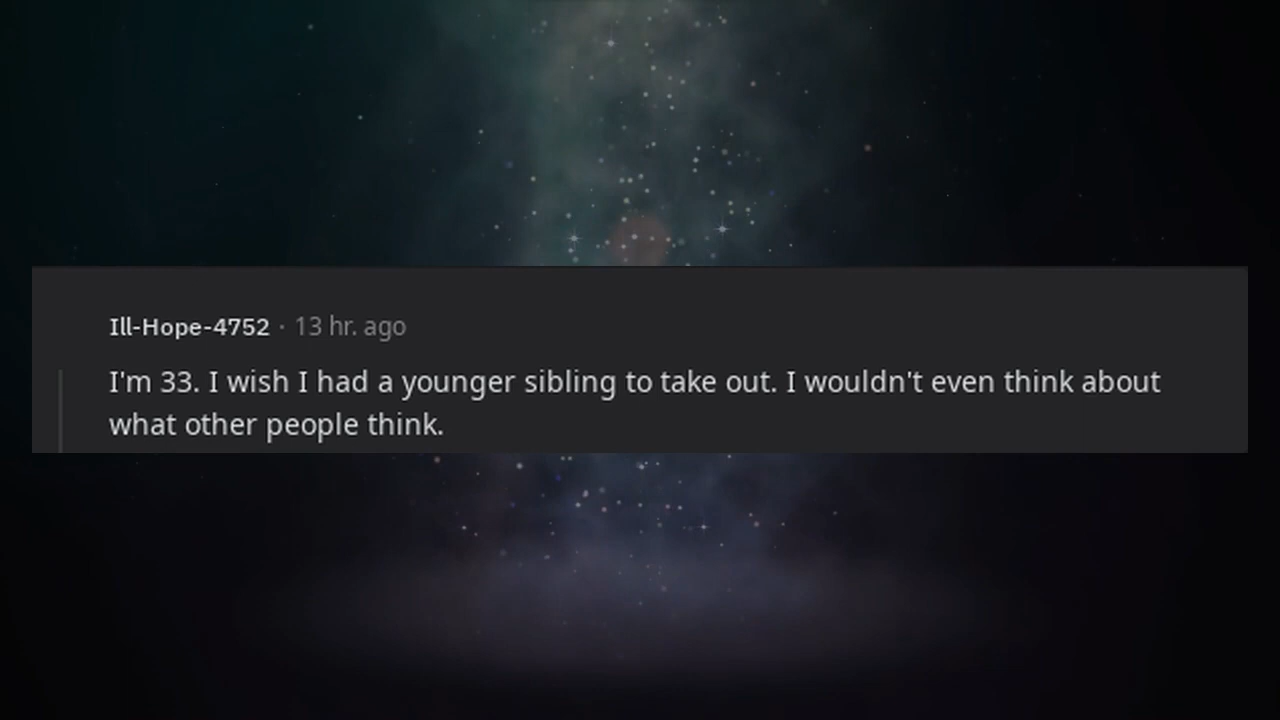 Ill-Hope-4752 · 13 hr. ago
I'm 33. I wish I had a younger sibling to take out. I wouldn't even think about
what other people think.